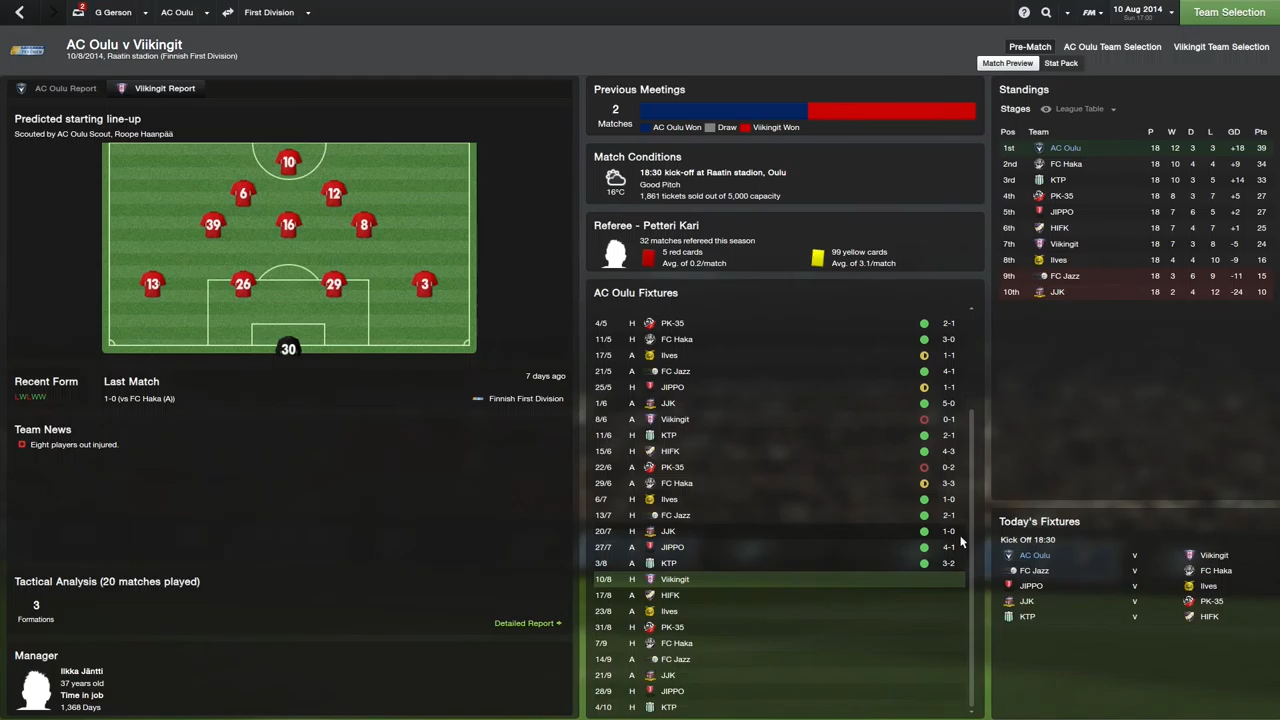 2
G Gerson
AC Oulu
First Division
FM
10 Aug 2014
Sun 17:00
Team Selection
AC Oulu v Viikingit
10/8/2014, Raatin stadion (Finnish First Division)
Pre-Match
AC Oulu Team Selection
Viikingit Team Selection
Match Preview
Stat Pack
AC Oulu Report
Viikingit Report
Predicted starting line-up
Scouted by AC Oulu Scout, Roope Haanpää
10
6
12
39
16
8
13
26
29
3
30
7 days ago
Recent Form
Last Match
LWLWW
1-0 (vs FC Haka (A))
Finnish First Division
Team News
Eight players out injured.
Tactical Analysis (20 matches played)
3
Formations
Detailed Report
Manager
Ilkka Jäntti
37 years old
Time in job
1,368 Days
Previous Meetings
2
Matches
AC Oulu Won Draw Viikingit Won
Match Conditions
16°C
18:30 kick-off at Raatin stadion, Oulu
Good Pitch
1,861 tickets sold out of 5,000 capacity
Referee - Petteri Kari
32 matches refereed this season
5 red cards
Avg. of 0.2/match
99 yellow cards
Avg. of 3.1/match
AC Oulu Fixtures
4/5 H PK-35 2-1
11/5 H FC Haka 3-0
17/5 A Ilves 1-1
21/5 A FC Jazz 4-1
25/5 H JIPPO 1-1
1/6 A JJK 5-0
8/6 A Viikingit 0-1
11/6 H KTP 2-1
15/6 H HIFK 4-3
22/6 A PK-35 0-2
29/6 A FC Haka 3-3
6/7 H Ilves 1-0
13/7 H FC Jazz 2-1
20/7 H JJK 1-0
27/7 A JIPPO 4-1
3/8 A KTP 3-2
10/8 H Viikingit
17/8 A HIFK
23/8 A Ilves
31/8 H PK-35
7/9 H FC Haka
14/9 A FC Jazz
21/9 A JJK
28/9 H JIPPO
4/10 H KTP
Standings
Stages League Table
Pos Team P W D L GD Pts
1st AC Oulu 18 12 3 3 +18 39
2nd FC Haka 18 10 4 4 +9 34
3rd KTP 18 10 3 5 +14 33
4th PK-35 18 8 3 7 +5 27
5th JIPPO 18 7 6 5 +2 27
6th HIFK 18 7 4 7 +1 25
7th Viikingit 18 7 3 8 -5 24
8th Ilves 18 4 4 10 -9 16
9th FC Jazz 18 3 6 9 -11 15
10th JJK 18 2 4 12 -24 10
Today's Fixtures
Kick Off 18:30
AC Oulu v Viikingit
FC Jazz v FC Haka
JIPPO v Ilves
JJK v PK-35
KTP v HIFK